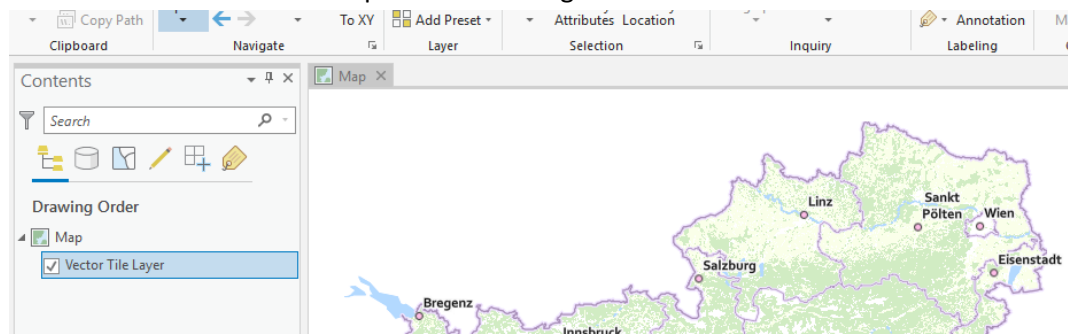 Copy Path
To XY
Add Preset
Attributes Location
Annotation
Clipboard
Navigate
Layer
Selection
Inquiry
Labeling
Contents
Map
Search
Drawing Order
Map
Vector Tile Layer
Linz
Sankt
Pölten
Wien
Eisenstadt
Salzburg
Bregenz
Innsbruck